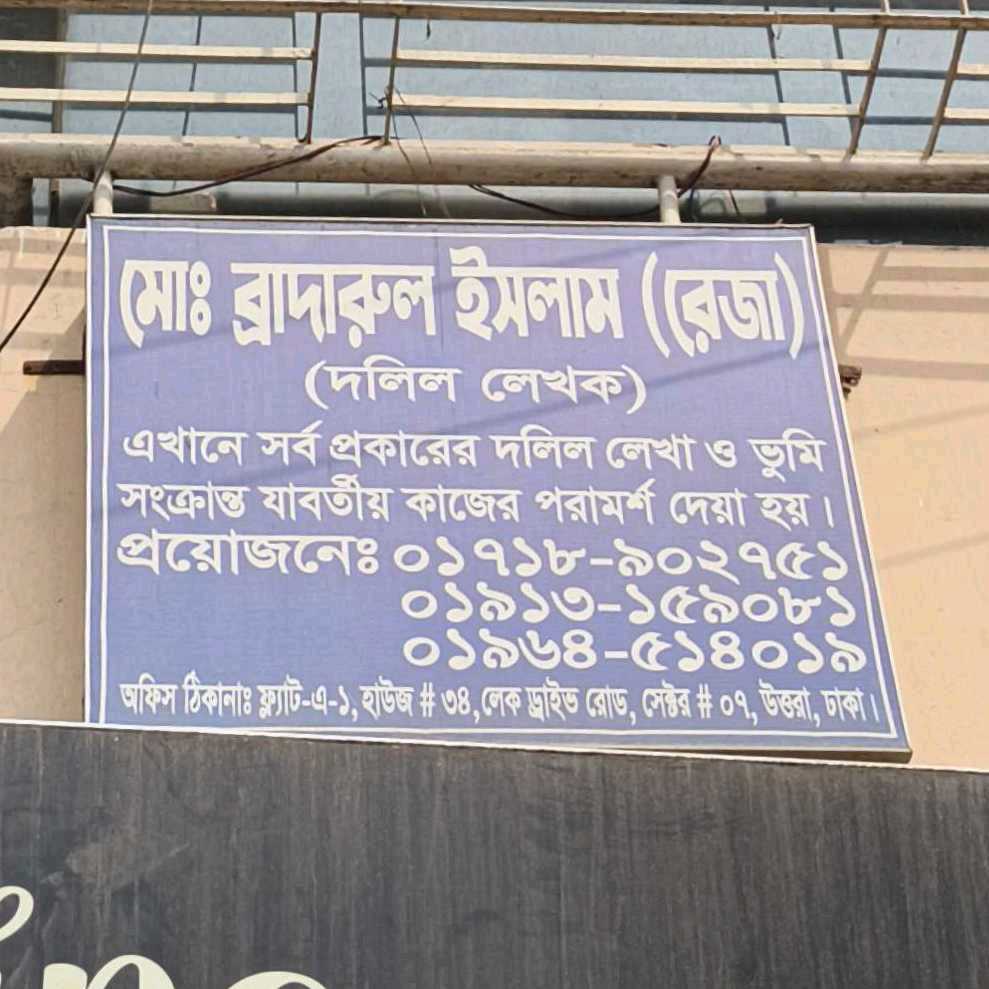 মোঃ ব্রাদারুল ইসলাম (রেজা)
(দলিল লেখক)
এখানে সর্ব প্রকারের দলিল লেখা ও ভুমি
সংক্রান্ত যাবতীয় কাজের পরামর্শ দেয়া হয়।
প্রয়োজনেঃ ০১৭১৮-৯০২৭৫১
০১৯১৩-১৫৯০৮১
০১৯৬৪-৫১৪০১৯
অফিস ঠিকানাঃ ফ্ল্যাট-এ-১, হাউজ # ৩৪, লেক ড্রাইভ রোড, সেক্টর # ০৭, উত্তরা, ঢাকা।